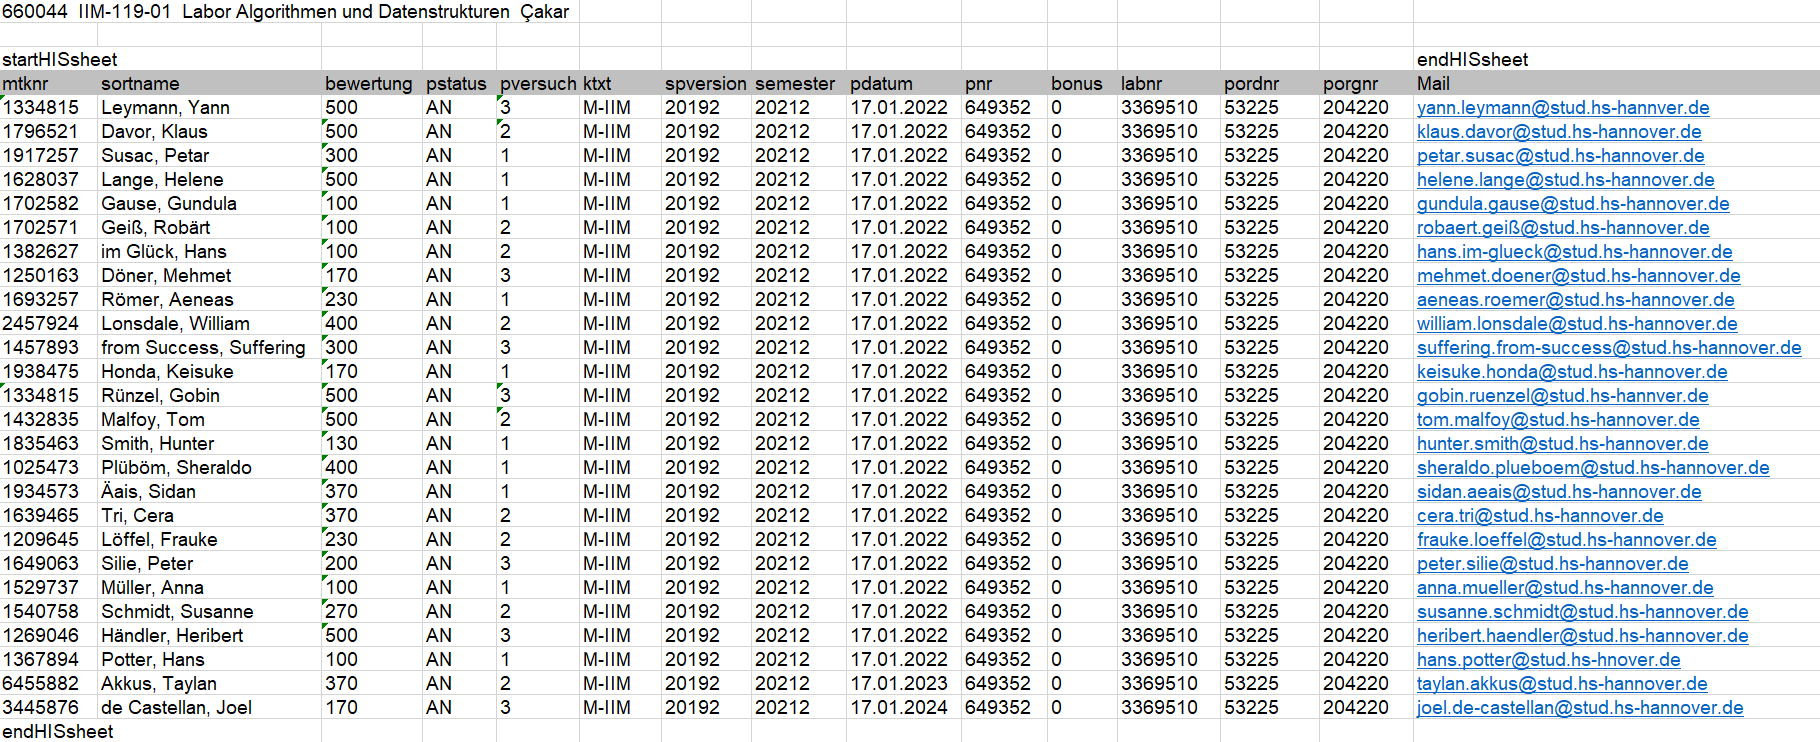 660044 IIM-119-01 Labor Algorithmen und Datenstrukturen Çakar
startHISsheet endHISsheet
mtknr sortname bewertung pstatus pversuch ktxt spversion semester pdatum pnr bonus labnr pordnr porgnr Mail
1334815 Leymann, Yann 500 AN 3 M-IIM 20192 20212 17.01.2022 649352 0 3369510 53225 204220 yann.leymann@stud.hs-hannver.de
1796521 Davor, Klaus 500 AN 2 M-IIM 20192 20212 17.01.2022 649352 0 3369510 53225 204220 klaus.davor@stud.hs-hannover.de
1917257 Susac, Petar 300 AN 1 M-IIM 20192 20212 17.01.2022 649352 0 3369510 53225 204220 petar.susac@stud.hs-hannover.de
1628037 Lange, Helene 500 AN 1 M-IIM 20192 20212 17.01.2022 649352 0 3369510 53225 204220 helene.lange@stud.hs-hannover.de
1702582 Gause, Gundula 100 AN 1 M-IIM 20192 20212 17.01.2022 649352 0 3369510 53225 204220 gundula.gause@stud.hs-hannover.de
1702571 Geiß, Robärt 100 AN 2 M-IIM 20192 20212 17.01.2022 649352 0 3369510 53225 204220 robaert.geiß@stud.hs-hannover.de
1382627 im Glück, Hans 100 AN 2 M-IIM 20192 20212 17.01.2022 649352 0 3369510 53225 204220 hans.im-glueck@stud.hs-hannover.de
1250163 Döner, Mehmet 170 AN 3 M-IIM 20192 20212 17.01.2022 649352 0 3369510 53225 204220 mehmet.doener@stud.hs-hannover.de
1693257 Römer, Aeneas 230 AN 1 M-IIM 20192 20212 17.01.2022 649352 0 3369510 53225 204220 aeneas.roemer@stud.hs-hannover.de
2457924 Lonsdale, William 400 AN 2 M-IIM 20192 20212 17.01.2022 649352 0 3369510 53225 204220 william.lonsdale@stud.hs-hannover.de
1457893 from Success, Suffering 300 AN 3 M-IIM 20192 20212 17.01.2022 649352 0 3369510 53225 204220 suffering.from-success@stud.hs-hannover.de
1938475 Honda, Keisuke 170 AN 1 M-IIM 20192 20212 17.01.2022 649352 0 3369510 53225 204220 keisuke.honda@stud.hs-hannover.de
1334815 Rünzel, Gobin 500 AN 3 M-IIM 20192 20212 17.01.2022 649352 0 3369510 53225 204220 gobin.ruenzel@stud.hs-hannver.de
1432835 Malfoy, Tom 500 AN 2 M-IIM 20192 20212 17.01.2022 649352 0 3369510 53225 204220 tom.malfoy@stud.hs-hannover.de
1835463 Smith, Hunter 130 AN 1 M-IIM 20192 20212 17.01.2022 649352 0 3369510 53225 204220 hunter.smith@stud.hs-hannover.de
1025473 Plüböm, Sheraldo 400 AN 1 M-IIM 20192 20212 17.01.2022 649352 0 3369510 53225 204220 sheraldo.plueboem@stud.hs-hannover.de
1934573 Äais, Sidan 370 AN 1 M-IIM 20192 20212 17.01.2022 649352 0 3369510 53225 204220 sidan.aeais@stud.hs-hannover.de
1639465 Tri, Cera 370 AN 2 M-IIM 20192 20212 17.01.2022 649352 0 3369510 53225 204220 cera.tri@stud.hs-hannover.de
1209645 Löffel, Frauke 230 AN 2 M-IIM 20192 20212 17.01.2022 649352 0 3369510 53225 204220 frauke.loeffel@stud.hs-hannover.de
1649063 Silie, Peter 200 AN 3 M-IIM 20192 20212 17.01.2022 649352 0 3369510 53225 204220 peter.silie@stud.hs-hannover.de
1529737 Müller, Anna 100 AN 1 M-IIM 20192 20212 17.01.2022 649352 0 3369510 53225 204220 anna.mueller@stud.hs-hannover.de
1540758 Schmidt, Susanne 270 AN 2 M-IIM 20192 20212 17.01.2022 649352 0 3369510 53225 204220 susanne.schmidt@stud.hs-hannover.de
1269046 Händler, Heribert 500 AN 3 M-IIM 20192 20212 17.01.2022 649352 0 3369510 53225 204220 heribert.haendler@stud.hs-hannover.de
1367894 Potter, Hans 100 AN 1 M-IIM 20192 20212 17.01.2022 649352 0 3369510 53225 204220 hans.potter@stud.hs-hnover.de
6455882 Akkus, Taylan 370 AN 2 M-IIM 20192 20212 17.01.2023 649352 0 3369510 53225 204220 taylan.akkus@stud.hs-hannover.de
3445876 de Castellan, Joel 170 AN 3 M-IIM 20192 20212 17.01.2024 649352 0 3369510 53225 204220 joel.de-castellan@stud.hs-hannover.de
endHISsheet